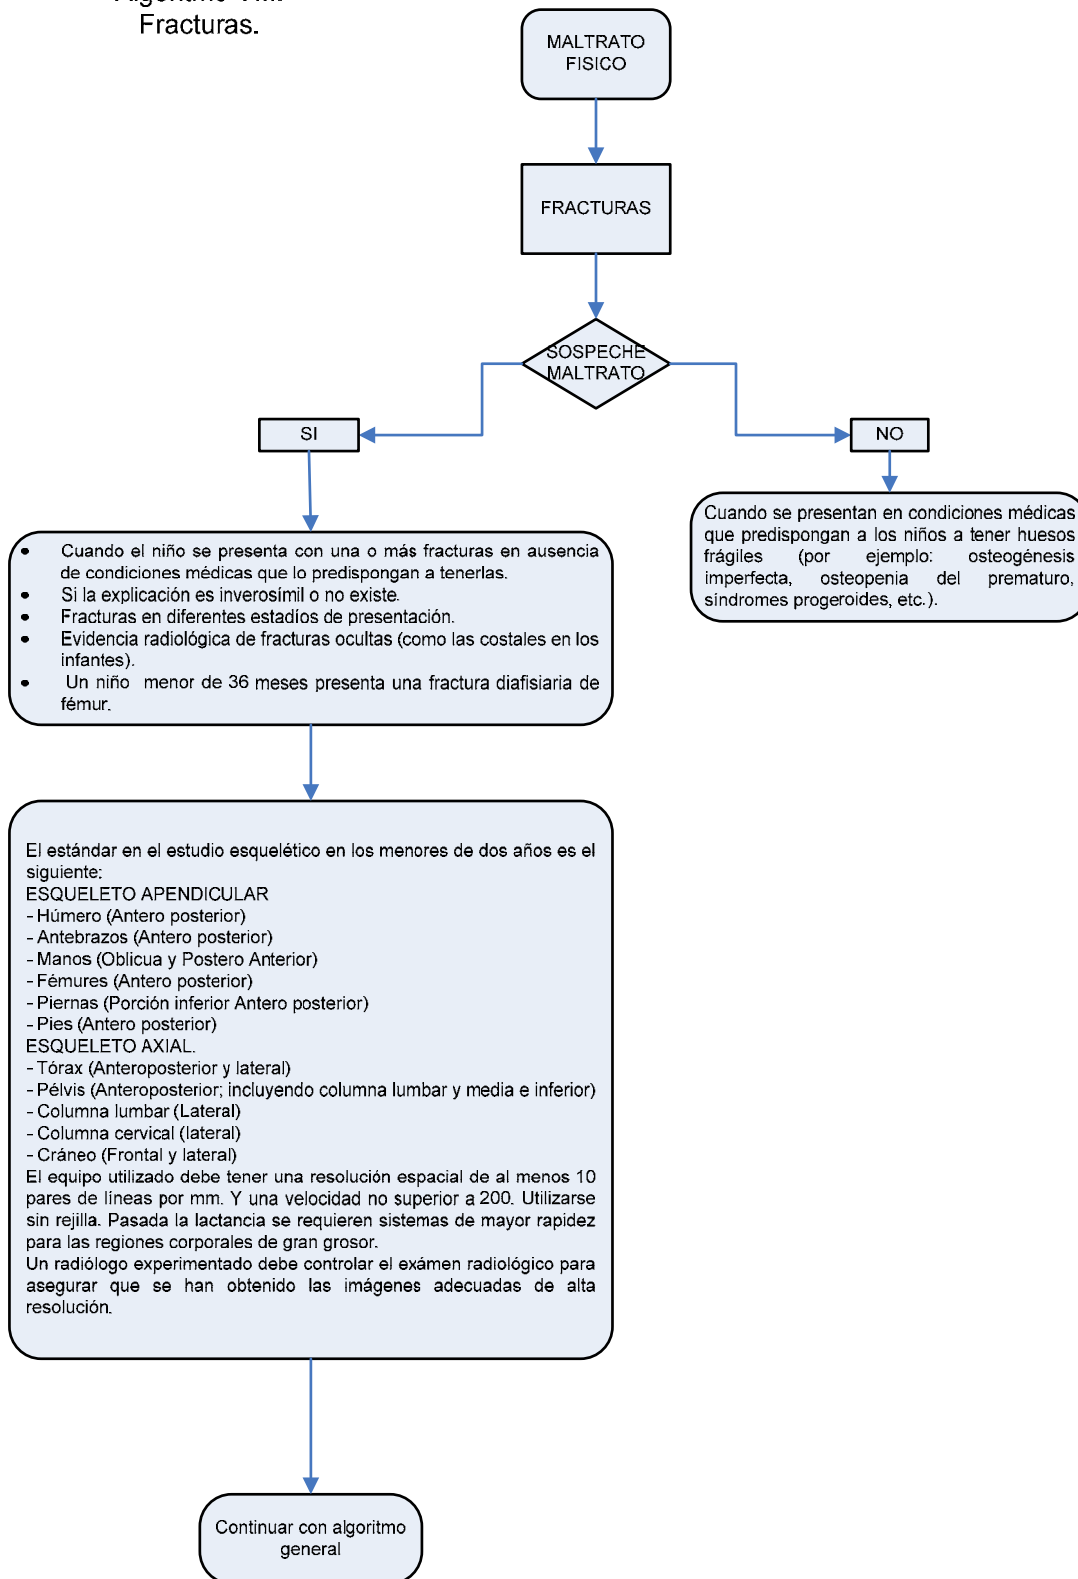 Fracturas.
MALTRATO
FISICO
FRACTURAS
SOSPECHE
MALTRATO
SI
NO
Cuando se presentan en condiciones médicas
que predispongan a los niños a tener huesos
frágiles (por ejemplo: osteogénesis
imperfecta, osteopenia del prematuro,
síndromes progeroides, etc.).
• Cuando el niño se presenta con una o más fracturas en ausencia
de condiciones médicas que lo predispongan a tenerlas.
• Si la explicación es inverosímil o no existe.
• Fracturas en diferentes estadíos de presentación.
• Evidencia radiológica de fracturas ocultas (como las costales en los
infantes).
• Un niño menor de 36 meses presenta una fractura diafisiaria de
fémur.
El estándar en el estudio esquelético en los menores de dos años es el
siguiente:
ESQUELETO APENDICULAR
- Húmero (Antero posterior)
- Antebrazos (Antero posterior)
- Manos (Oblicua y Postero Anterior)
- Fémures (Antero posterior)
- Piernas (Porción inferior Antero posterior)
- Pies (Antero posterior)
ESQUELETO AXIAL.
- Tórax (Anteroposterior y lateral)
- Pélvis (Anteroposterior; incluyendo columna lumbar y media e inferior)
- Columna lumbar (Lateral)
- Columna cervical (lateral)
- Cráneo (Frontal y lateral)
El equipo utilizado debe tener una resolución espacial de al menos 10
pares de líneas por mm. Y una velocidad no superior a 200. Utilizarse
sin rejilla. Pasada la lactancia se requieren sistemas de mayor rapidez
para las regiones corporales de gran grosor.
Un radiólogo experimentado debe controlar el exámen radiológico para
asegurar que se han obtenido las imágenes adecuadas de alta
resolución.
Continuar con algoritmo
general